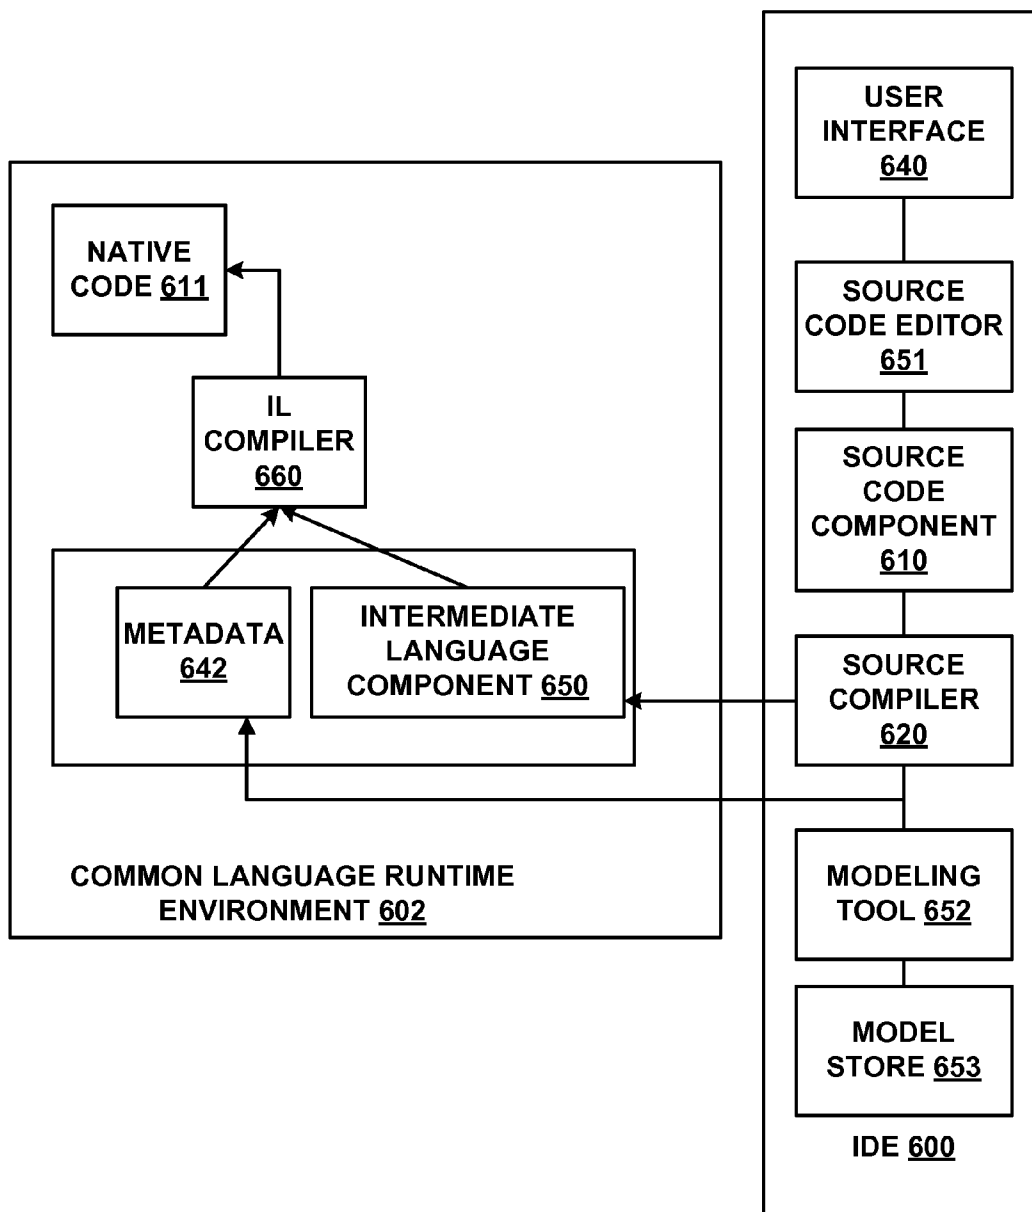 USER
INTERFACE
640
NATIVE
CODE 611
SOURCE
CODE EDITOR
651
IL
COMPILER
660
SOURCE
CODE
COMPONENT
610
METADATA
642
INTERMEDIATE
LANGUAGE
COMPONENT 650
SOURCE
COMPILER
620
COMMON LANGUAGE RUNTIME
ENVIRONMENT 602
MODELING
TOOL 652
MODEL
STORE 653
IDE 600